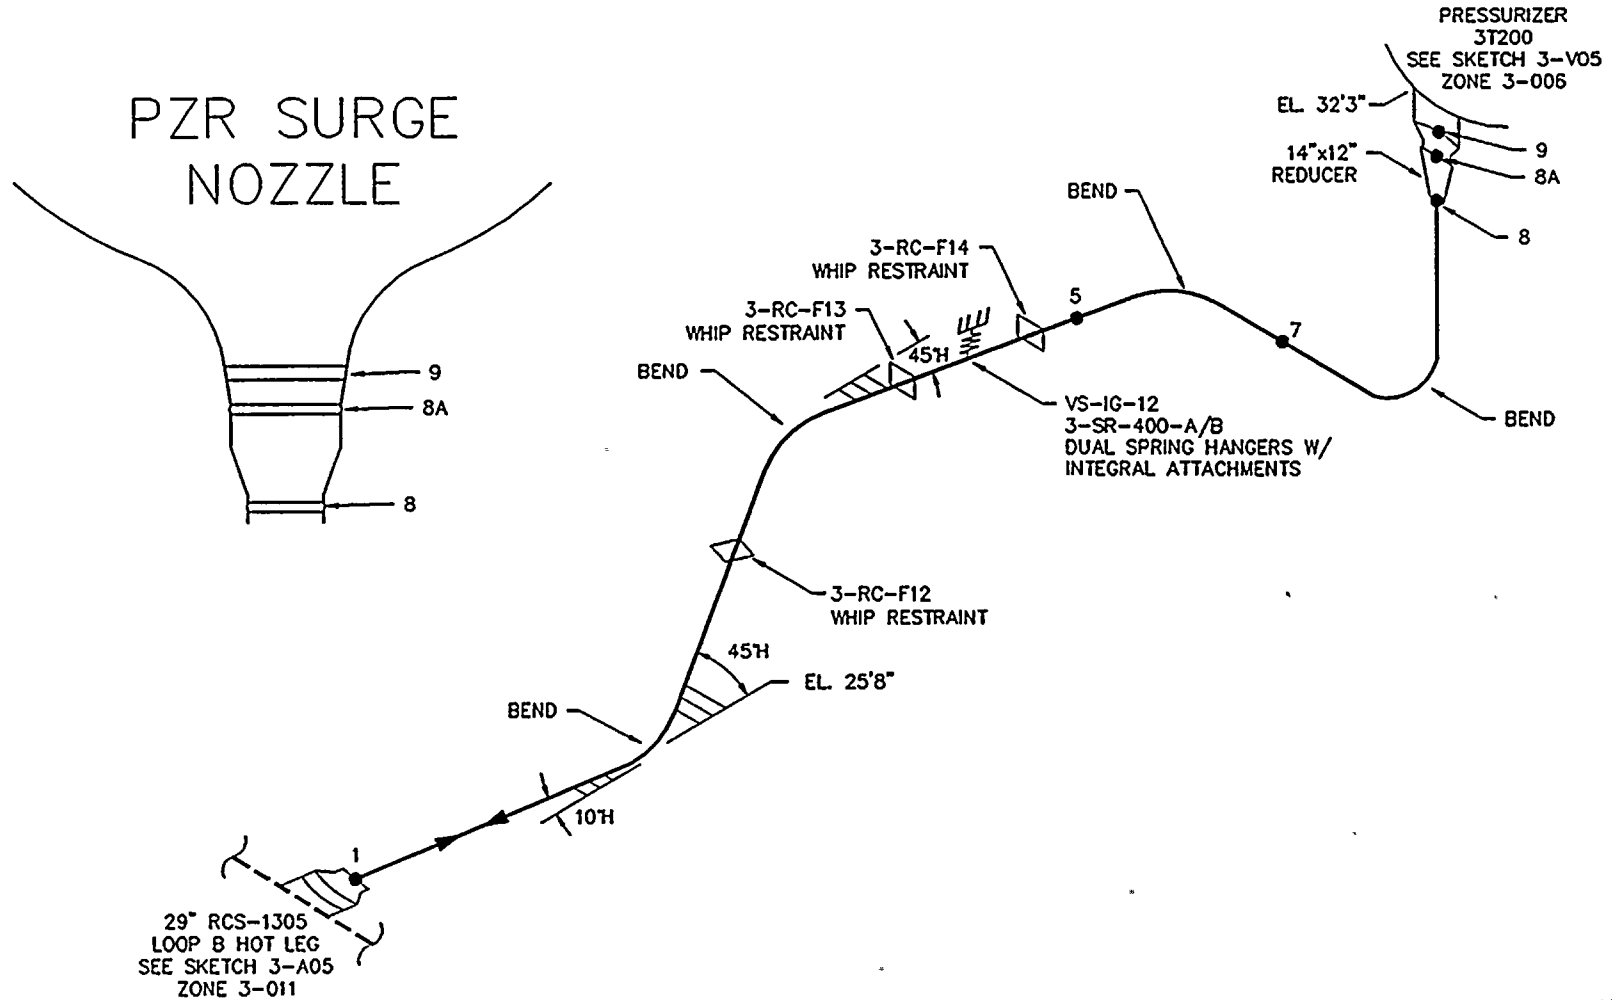 PRESSURIZER
3T200
SEE SKETCH 3-V05
ZONE 3-006
EL. 32'3"
14"x12"
REDUCER
9
8A
8
PZR SURGE
NOZZLE
9
8A
8
BEND
3-RC-F14
WHIP RESTRAINT
5
3-RC-F13
WHIP RESTRAINT
7
45°H
BEND
VS-IG-12
3-SR-400-A/B
DUAL SPRING HANGERS W/
INTEGRAL ATTACHMENTS
BEND
3-RC-F12
WHIP RESTRAINT
45°H
EL. 25'8"
BEND
10°H
1
29" RCS-1305
LOOP B HOT LEG
SEE SKETCH 3-A05
ZONE 3-011